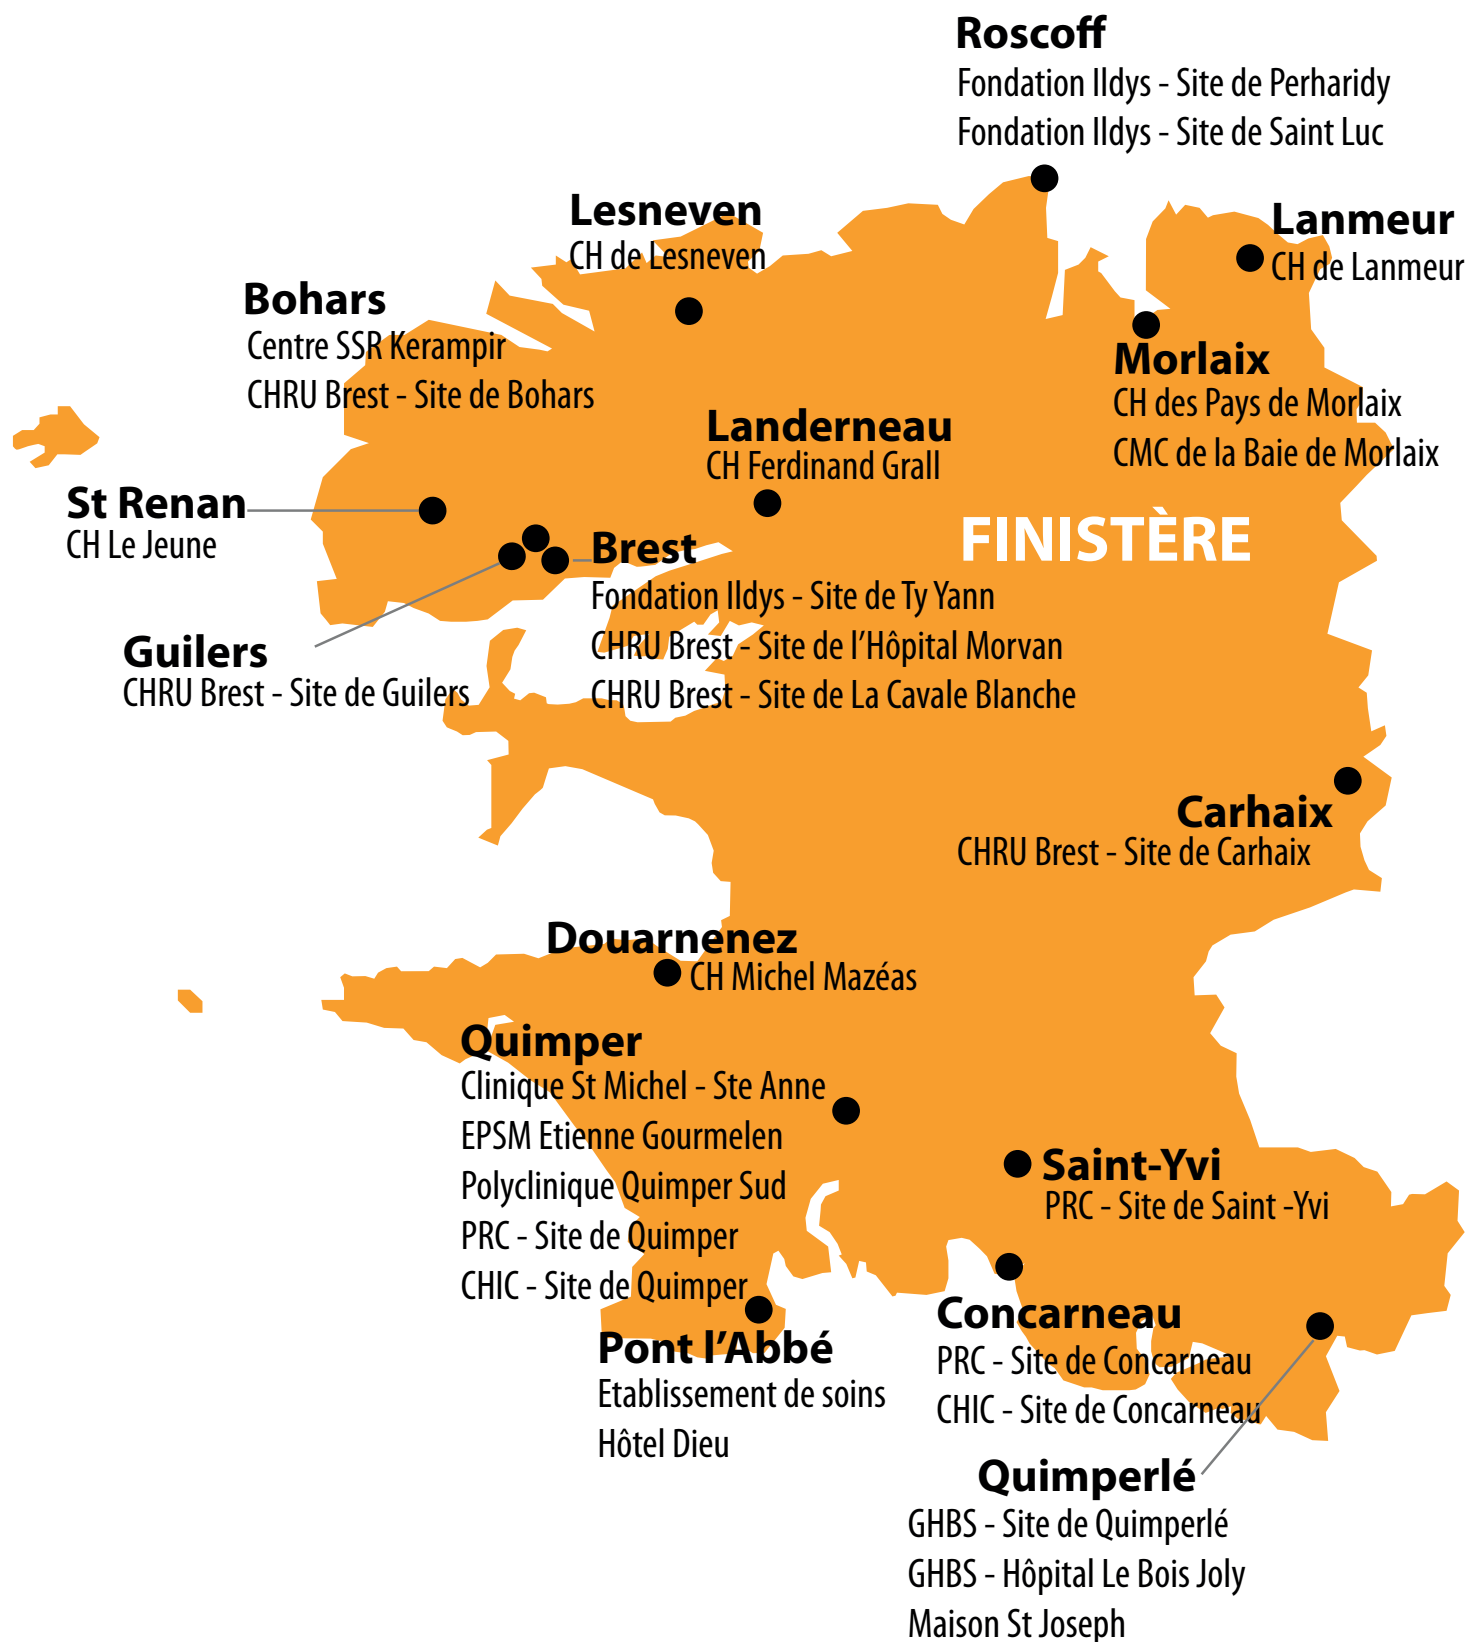 Roscoff
Fondation Ildys - Site de Perharidy
Fondation Ildys - Site de Saint Luc
Lesneven
CH de Lesneven
Lanmeur
CH de Lanmeur
Bohars
Centre SSR Kerampir
CHRU Brest - Site de Bohars
Morlaix
CH des Pays de Morlaix
CMC de la Baie de Morlaix
Landerneau
CH Ferdinand Grall
St Renan
CH Le Jeune
FINISTÈRE
Brest
Fondation Ildys - Site de Ty Yann
CHRU Brest - Site de l'Hôpital Morvan
CHRU Brest - Site de La Cavale Blanche
Guilers
CHRU Brest - Site de Guilers
Carhaix
CHRU Brest - Site de Carhaix
Douarnenez
CH Michel Mazéas
Quimper
Clinique St Michel - Ste Anne
EPSM Etienne Gourmelen
Polyclinique Quimper Sud
PRC - Site de Quimper
CHIC - Site de Quimper
Saint-Yvi
PRC - Site de Saint -Yvi
Pont l'Abbé
Etablissement de soins
Hôtel Dieu
Concarneau
PRC - Site de Concarneau
CHIC - Site de Concarneau
Quimperlé
GHBS - Site de Quimperlé
GHBS - Hôpital Le Bois Joly
Maison St Joseph